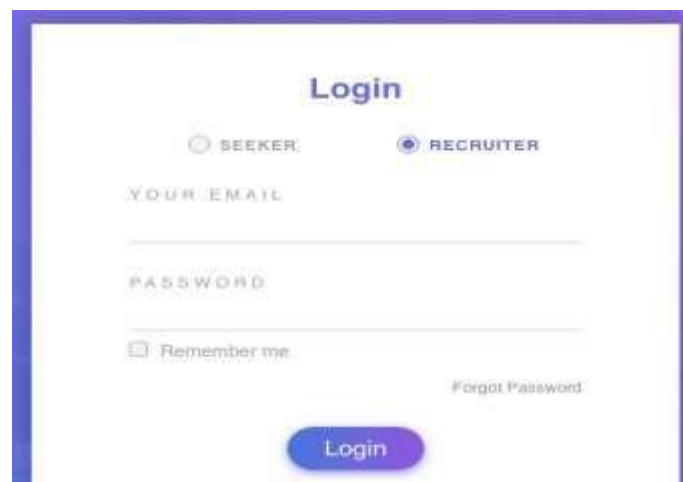 Login
SEEKER RECRUITER
YOUR EMAIL
PASSWORD
Remember me
Forgot Password
Login